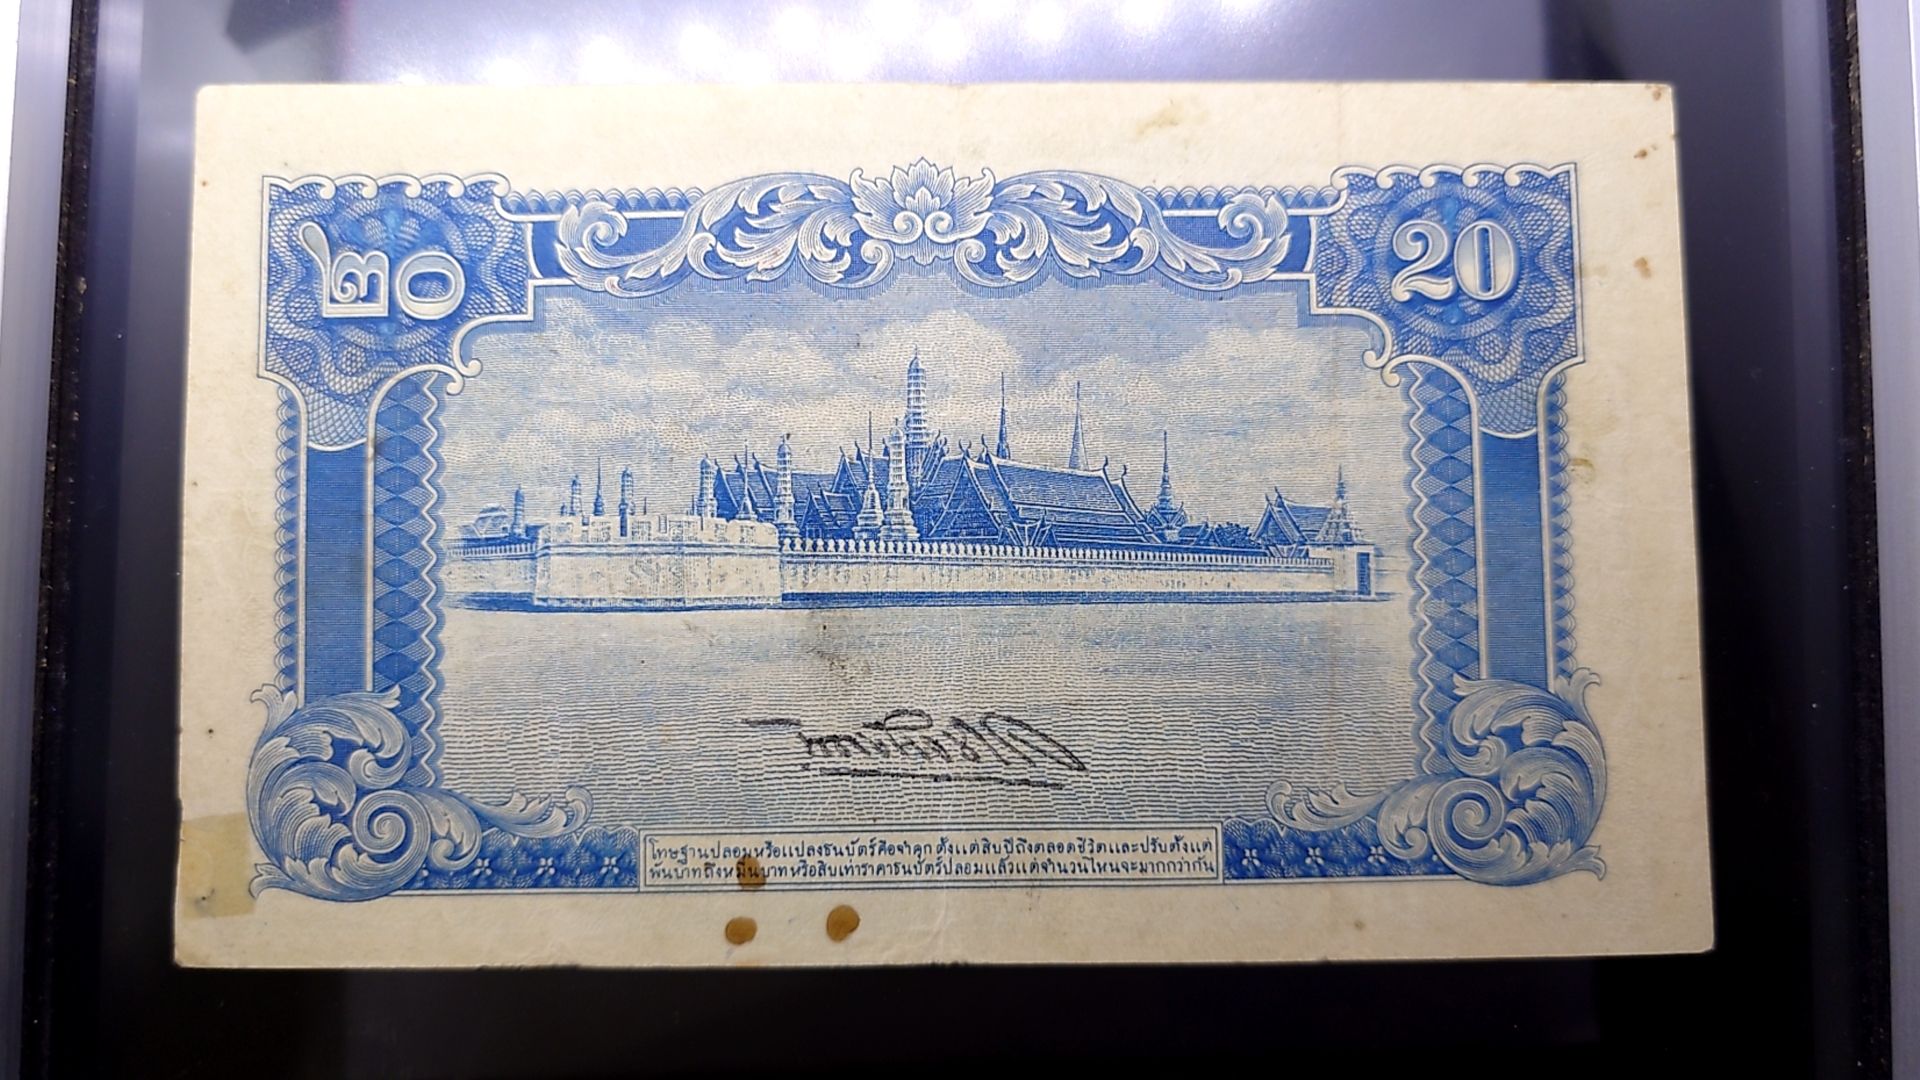 ๒๐
20
โทษฐานปลอมหรือแปลงธนบัตร์คือจำคุก ตั้งแต่สิบปีถึงตลอดชีวิตและปรับตั้งแต่
พันบาทถึงหมื่นบาทหรือสิบเท่าราคาธนบัตร์ปลอมแล้วแต่จำนวนไหนจะมากกว่ากัน